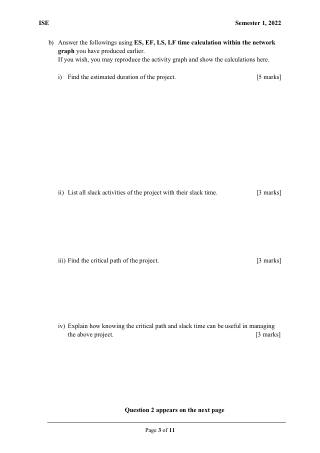 ISE Semester 1, 2022
b) Answer the followings using ES, EF, LS, LF time calculation within the network
graph you have produced earlier.
If you wish, you may reproduce the activity graph and show the calculations here.
i) Find the estimated duration of the project. [5 marks]
ii) List all slack activities of the project with their slack time. [3 marks]
iii) Find the critical path of the project. [3 marks]
iv) Explain how knowing the critical path and slack time can be useful in managing
the above project. [3 marks]
Question 2 appears on the next page
Page 3 of 11